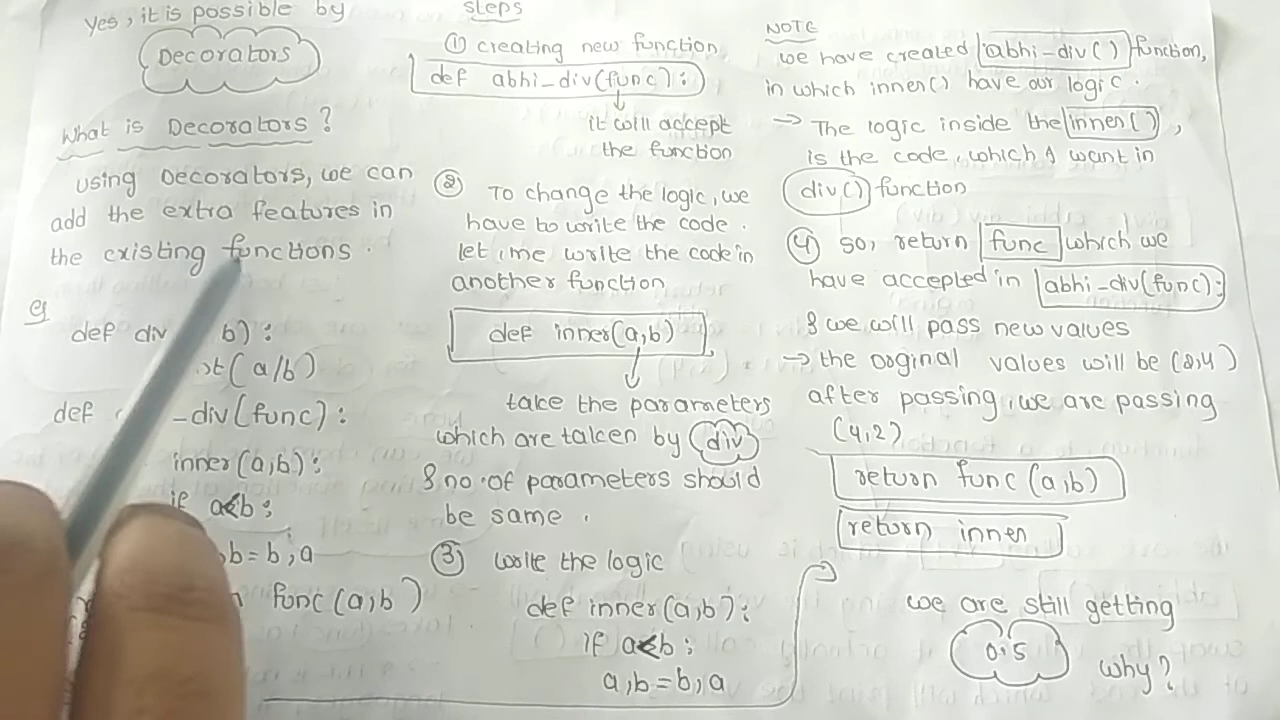 yes, it is possible by
Decorators
What is Decorators?
using Decorators, we can
add the extra features in
the existing functions.
eg
def div b):
(a/b)
def -div(func):
inner(a,b):
if a<b:
b=b,a
func(a,b)
steps
① creating new function
def abhi-div(func):
it will accept
the function
② To change the logic, we
have to write the code.
let, me write the code in
another function
def inner(a,b)
take the parameters
which are taken by div
& no.of parameters should
be same.
③ write the logic
def inner(a,b):
if a<b:
a,b=b,a
NOTE
we have created abhi-div() function,
in which inner() have our logic.
→ The logic inside the inner(),
is the code, which I want in
div() function
④ so, return func which we
have accepted in abhi-div(func):
& we will pass new values
→ the orginal values will be (2,4)
after passing, we are passing
(4,2)
return func(a,b)
return inner
we are still getting
0.5 why?